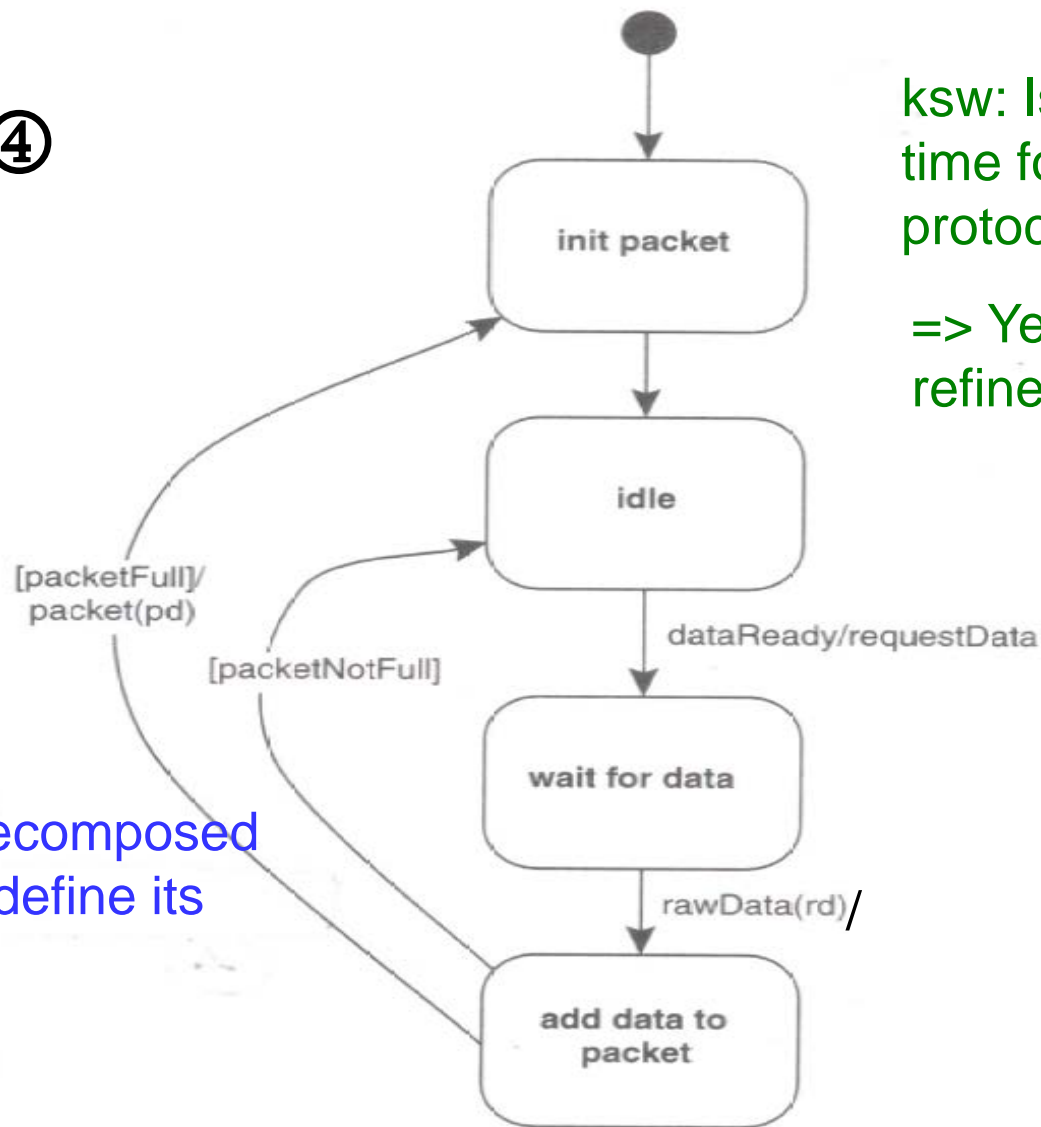 ④
ksw: Is
time fo
protoc
=> Ye
refine
init packet
idle
[packetFull]/
packet(pd)
dataReady/requestData
[packetNotFull]
wait for data
ecomposed
define its
rawData(rd)/
add data to
packet